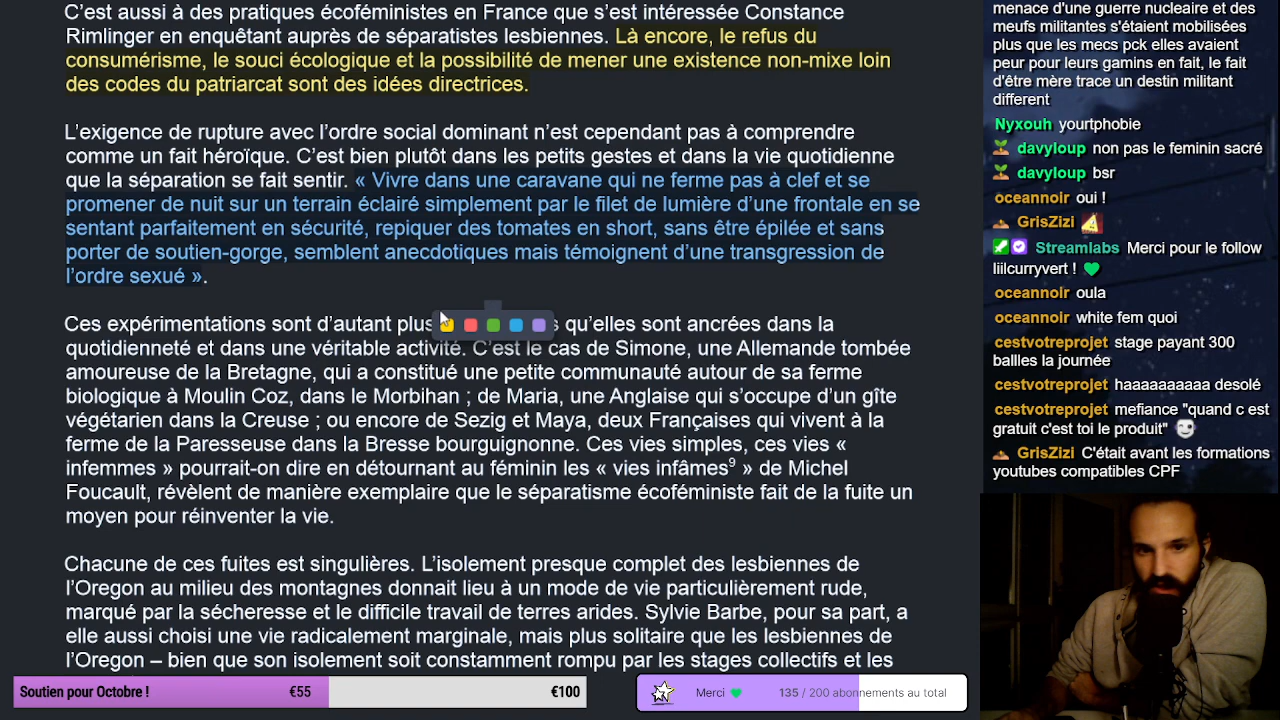 C’est aussi à des pratiques écoféministes en France que s’est intéressée Constance
Rimlinger en enquêtant auprès de séparatistes lesbiennes. Là encore, le refus du
consumérisme, le souci écologique et la possibilité de mener une existence non-mixe loin
des codes du patriarcat sont des idées directrices.
L’exigence de rupture avec l’ordre social dominant n’est cependant pas à comprendre
comme un fait héroïque. C’est bien plutôt dans les petits gestes et dans la vie quotidienne
que la séparation se fait sentir. « Vivre dans une caravane qui ne ferme pas à clef et se
promener de nuit sur un terrain éclairé simplement par le filet de lumière d’une frontale en se
sentant parfaitement en sécurité, repiquer des tomates en short, sans être épilée et sans
porter de soutien-gorge, semblent anecdotiques mais témoignent d’une transgression de
l’ordre sexué ».
Ces expérimentations sont d’autant plus s qu’elles sont ancrées dans la
quotidienneté et dans une véritable activité. C’est le cas de Simone, une Allemande tombée
amoureuse de la Bretagne, qui a constitué une petite communauté autour de sa ferme
biologique à Moulin Coz, dans le Morbihan ; de Maria, une Anglaise qui s’occupe d’un gîte
végétarien dans la Creuse ; ou encore de Sezig et Maya, deux Françaises qui vivent à la
ferme de la Paresseuse dans la Bresse bourguignonne. Ces vies simples, ces vies «
infemmes » pourrait-on dire en détournant au féminin les « vies infâmes⁹ » de Michel
Foucault, révèlent de manière exemplaire que le séparatisme écoféministe fait de la fuite un
moyen pour réinventer la vie.
Chacune de ces fuites est singulières. L’isolement presque complet des lesbiennes de
l’Oregon au milieu des montagnes donnait lieu à un mode de vie particulièrement rude,
marqué par la sécheresse et le difficile travail de terres arides. Sylvie Barbe, pour sa part, a
elle aussi choisi une vie radicalement marginale, mais plus solitaire que les lesbiennes de
l’Oregon – bien que son isolement soit constamment rompu par les stages collectifs et les
Soutien pour Octobre ! €55 €100
Merci 135 / 200 abonnements au total
menace d'une guerre nucleaire et des
meufs militantes s'étaient mobilisées
plus que les mecs pck elles avaient
peur pour leurs gamins en fait, le fait
d'être mère trace un destin militant
different
Nyxouh yourtphobie
davyloup non pas le feminin sacré
davyloup bsr
oceannoir oui !
GrisZizi
Streamlabs Merci pour le follow
liilcurryvert !
oceannoir oula
oceannoir white fem quoi
cestvotreprojet stage payant 300
ballles la journée
cestvotreprojet haaaaaaaaaa desolé
cestvotreprojet mefiance "quand c est
gratuit c'est toi le produit"
GrisZizi C'était avant les formations
youtubes compatibles CPF